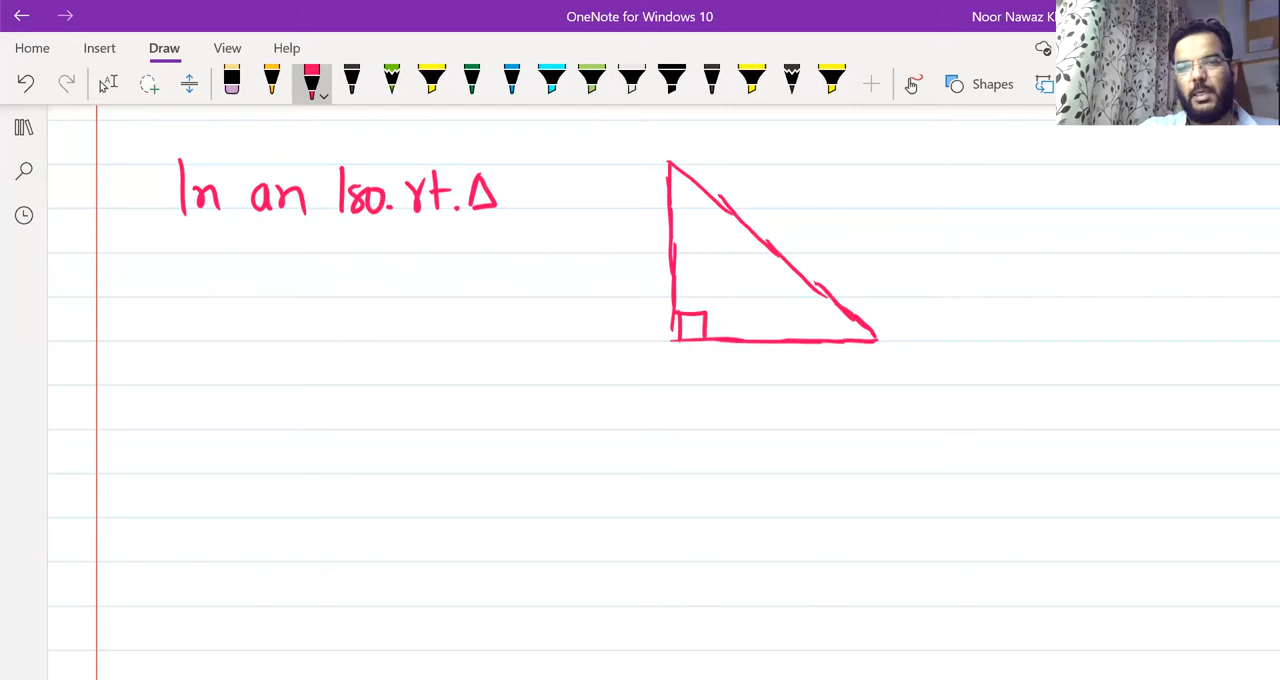 OneNote for Windows 10
Noor Nawaz
Home Insert Draw View Help
Shapes
In an Iso. rt. Δ